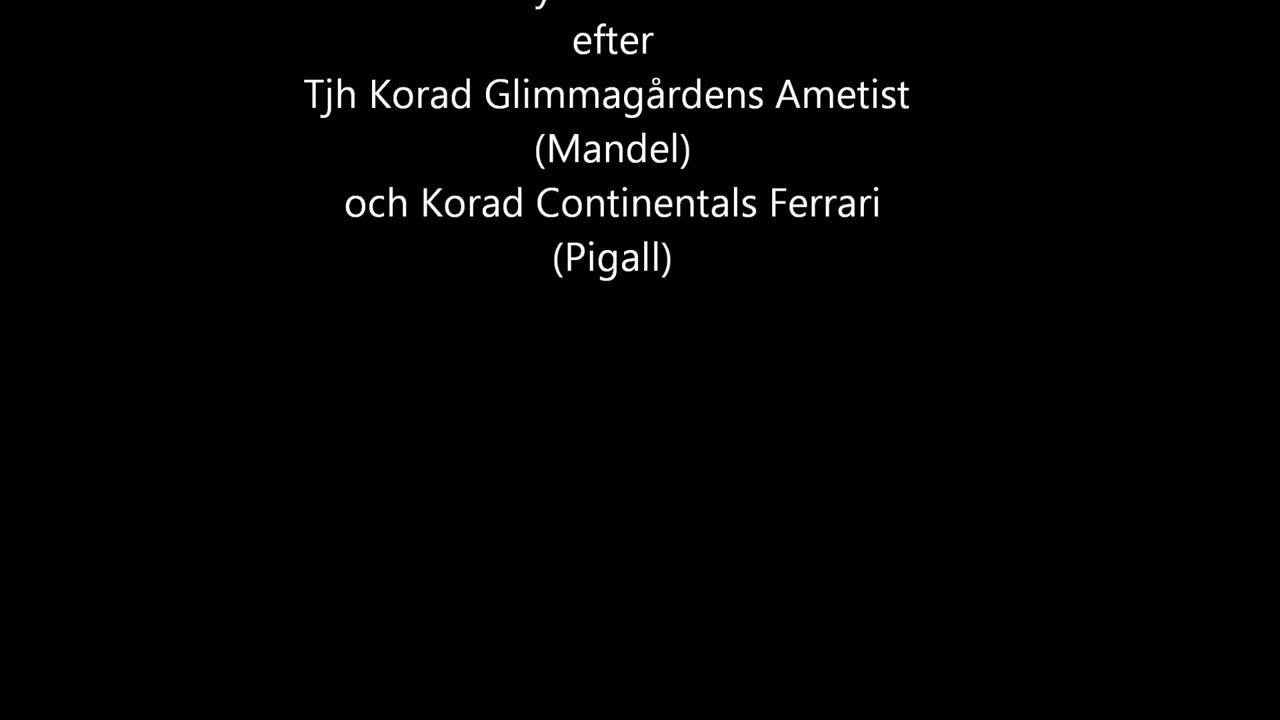 efter
Tjh Korad Glimmagårdens Ametist
(Mandel)
och Korad Continentals Ferrari
(Pigall)